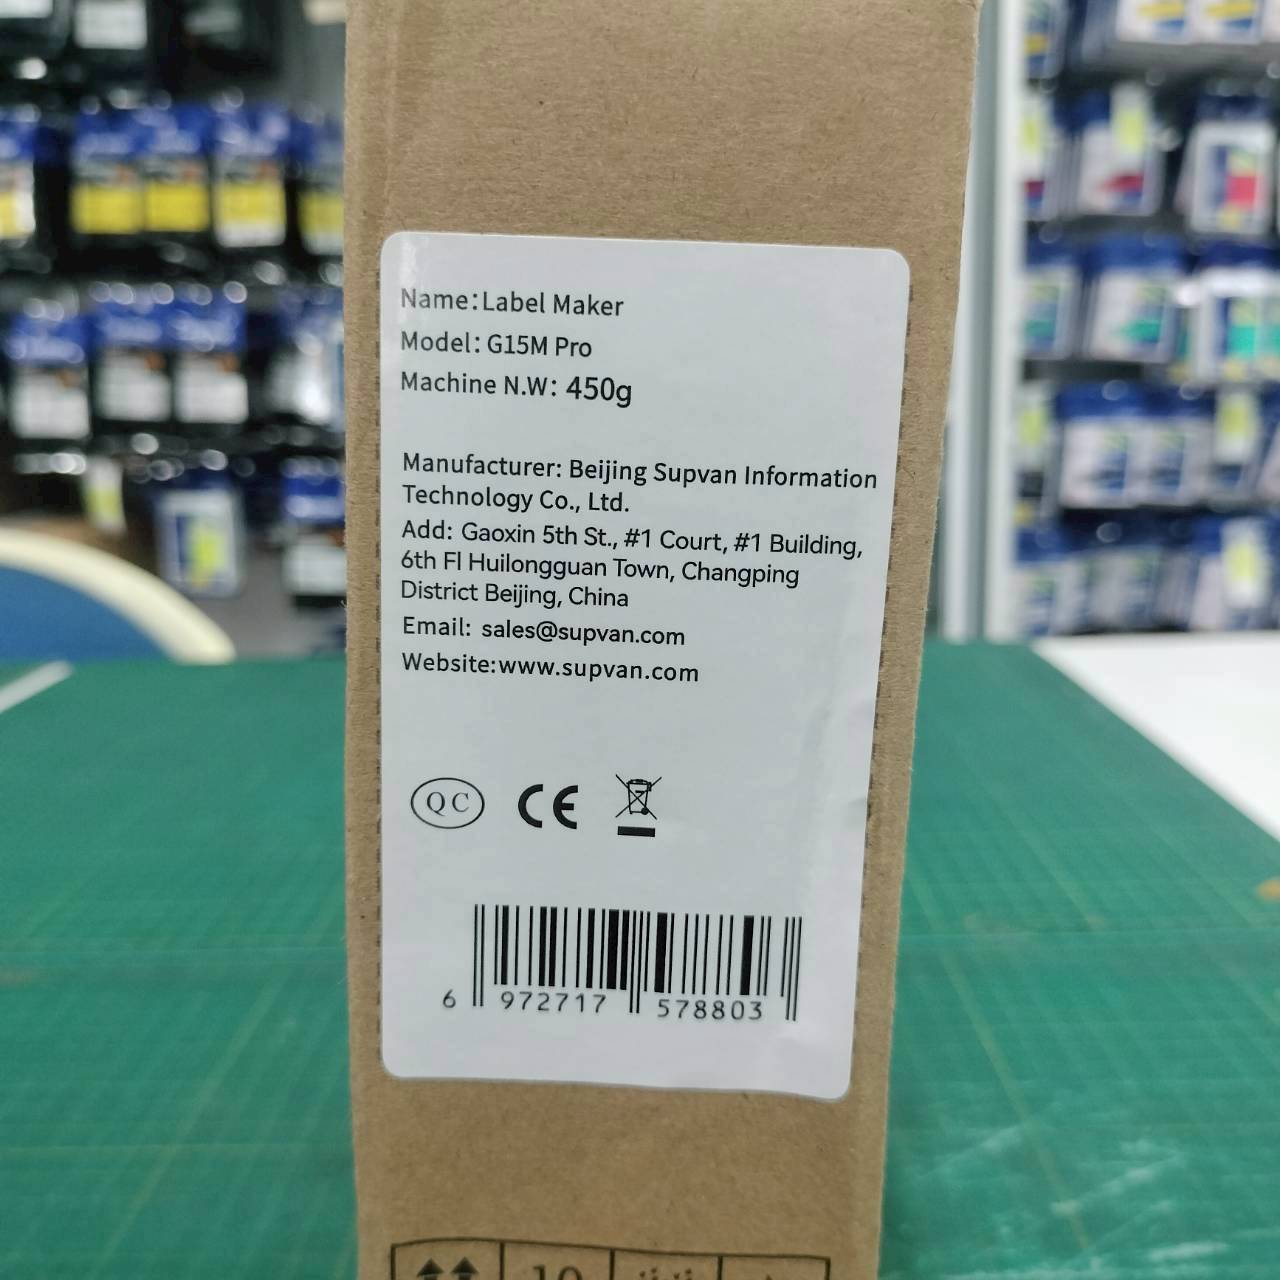 Name:Label Maker
Model: G15M Pro
Machine N.W: 450g
Manufacturer: Beijing Supvan Information
Technology Co., Ltd.
Add: Gaoxin 5th St., #1 Court, #1 Building,
6th Fl Huilongguan Town, Changping
District Beijing, China
Email: sales@supvan.com
Website:www.supvan.com
QC CE
6 972717 578803
10